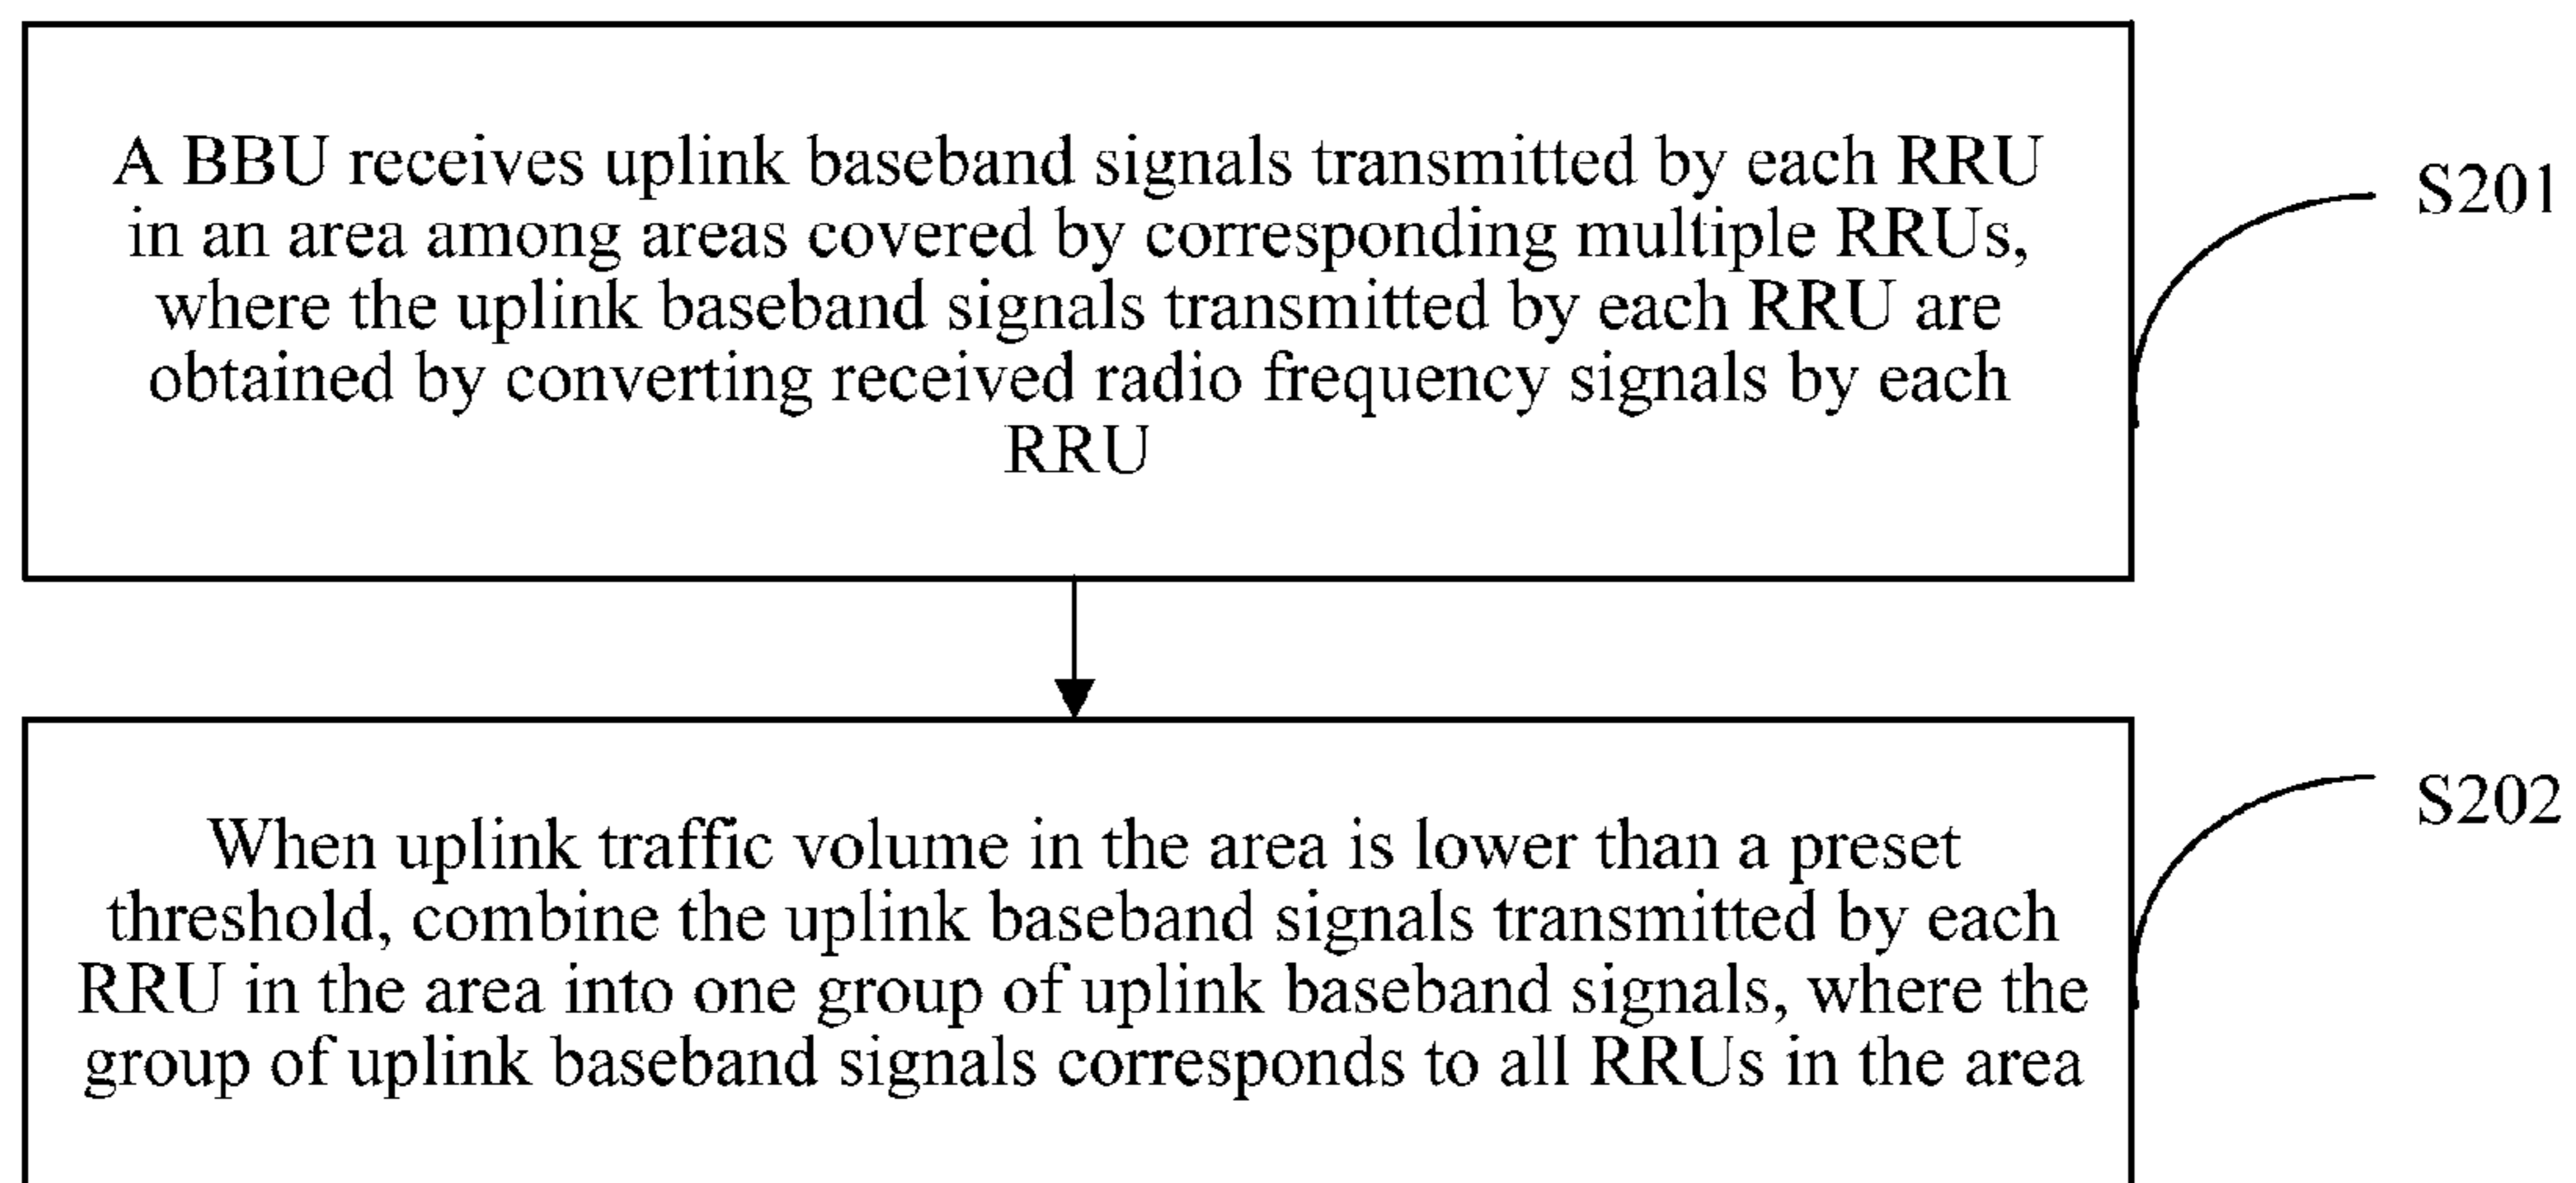 A BBU receives uplink baseband signals transmitted by each RRU
in an area among areas covered by corresponding multiple RRUs,
where the uplink baseband signals transmitted by each RRU are
obtained by converting received radio frequency signals by each
RRU
S201
When uplink traffic volume in the area is lower than a preset
threshold, combine the uplink baseband signals transmitted by each
RRU in the area into one group of uplink baseband signals, where the
group of uplink baseband signals corresponds to all RRUs in the area
S202